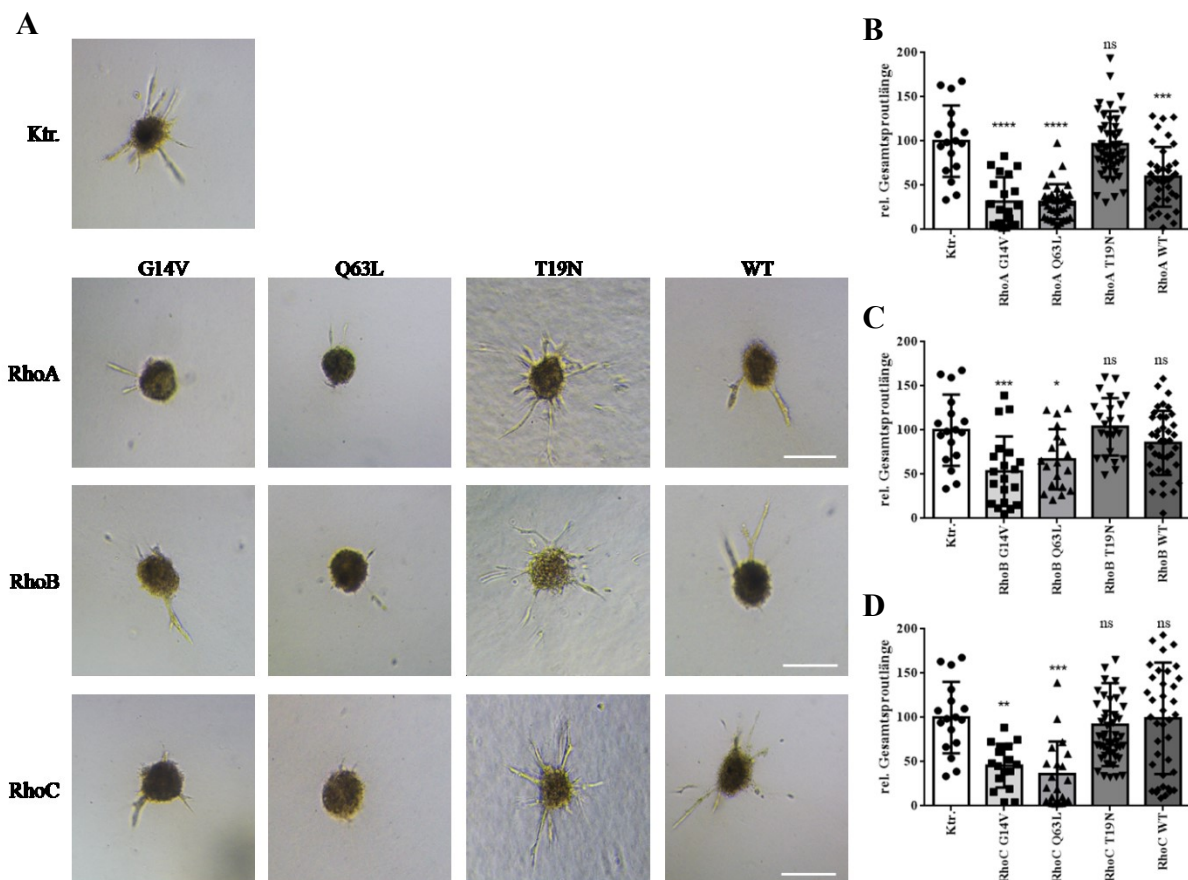 A
Ktr.
G14V Q63L T19N WT
RhoA
RhoB
RhoC
B
rel. Gesamtsproutlänge
200
150
100
50
0
**** **** ns ***
Ktr.
RhoA G14V
RhoA Q63L
RhoA T19N
RhoA WT
C
rel. Gesamtsproutlänge
200
150
100
50
0
*** * ns ns
Ktr.
RhoB G14V
RhoB Q63L
RhoB T19N
RhoB WT
D
rel. Gesamtsproutlänge
200
150
100
50
0
** *** ns ns
Ktr.
RhoC G14V
RhoC Q63L
RhoC T19N
RhoC WT